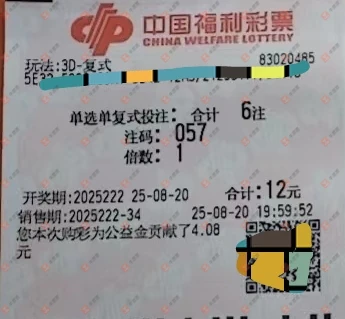 中国福利彩票
CHINA WELFARE LOTTERY
玩法:3D-复式
83020485
单选单复式投注: 合计 6注
注码: 057
倍数: 1
开奖期:2025222 25-08-20 合计:12元
销售期:2025222-34 25-08-20 19:59:52
您本次购彩为公益金贡献了4.08
元